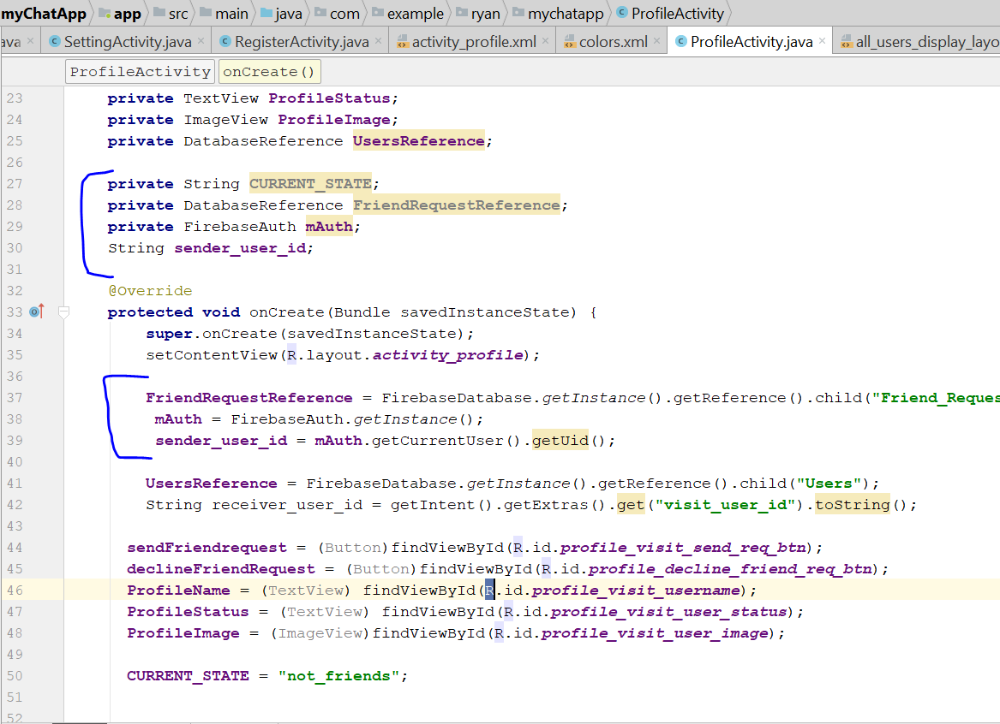 myChatApp app src main java com example ryan mychatapp ProfileActivity
ava SettingActivity.java RegisterActivity.java activity_profile.xml colors.xml ProfileActivity.java all_users_display_layo
ProfileActivity onCreate()
23 private TextView ProfileStatus;
24 private ImageView ProfileImage;
25 private DatabaseReference UsersReference;
26
27 private String CURRENT_STATE;
28 private DatabaseReference FriendRequestReference;
29 private FirebaseAuth mAuth;
30 String sender_user_id;
31
32 @Override
33 protected void onCreate(Bundle savedInstanceState) {
34 super.onCreate(savedInstanceState);
35 setContentView(R.layout.activity_profile);
36
37 FriendRequestReference = FirebaseDatabase.getInstance().getReference().child("Friend_Reques
38 mAuth = FirebaseAuth.getInstance();
39 sender_user_id = mAuth.getCurrentUser().getUid();
40
41 UsersReference = FirebaseDatabase.getInstance().getReference().child("Users");
42 String receiver_user_id = getIntent().getExtras().get("visit_user_id").toString();
43
44 sendFriendrequest = (Button)findViewById(R.id.profile_visit_send_req_btn);
45 declineFriendRequest = (Button)findViewById(R.id.profile_decline_friend_req_btn);
46 ProfileName = (TextView) findViewById(R.id.profile_visit_username);
47 ProfileStatus = (TextView) findViewById(R.id.profile_visit_user_status);
48 ProfileImage = (ImageView)findViewById(R.id.profile_visit_user_image);
49
50 CURRENT_STATE = "not_friends";
51
52